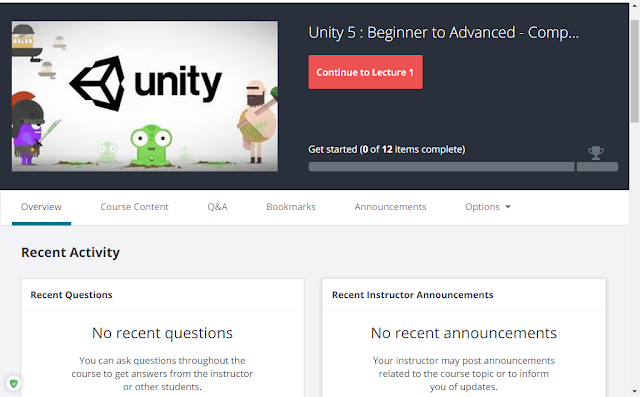 Unity 5 : Beginner to Advanced - Comp...
unity
Continue to Lecture 1
Get started (0 of 12 items complete)
Overview
Course Content
Q&A
Bookmarks
Announcements
Options
Recent Activity
Recent Questions
No recent questions
You can ask questions throughout the
course to get answers from the instructor
or other students.
Recent Instructor Announcements
No recent announcements
Your instructor may post announcements
related to the course topic or to inform
you of updates.